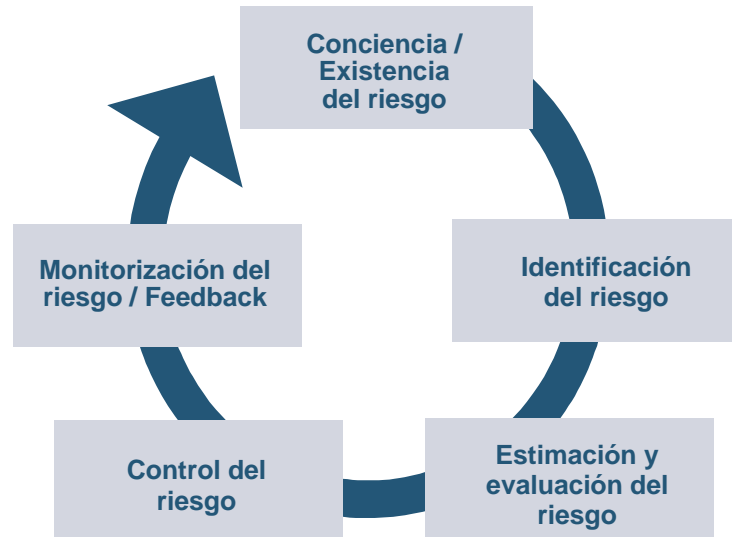 Conciencia /
Existencia
del riesgo
Identificación
del riesgo
Estimación y
evaluación del
riesgo
Control del
riesgo
Monitorización del
riesgo / Feedback